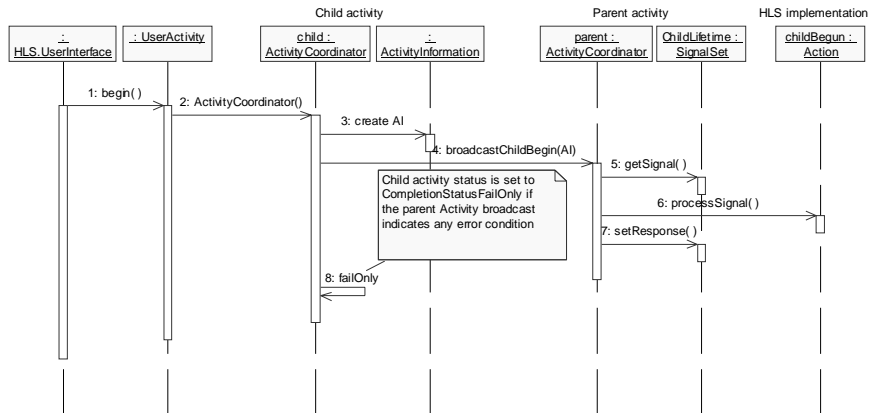 Child activity
Parent activity
HLS implementation
:
HLS.UserInterface
: UserActivity
child :
ActivityCoordinator
:
ActivityInformation
parent :
ActivityCoordinator
ChildLifetime :
SignalSet
childBegun :
Action
1: begin( )
2: ActivityCoordinator()
3: create AI
4: broadcastChildBegin(AI)
5: getSignal( )
Child activity status is set to
CompletionStatusFailOnly if
the parent Activity broadcast
indicates any error condition
6: processSignal( )
7: setResponse( )
8: failOnly